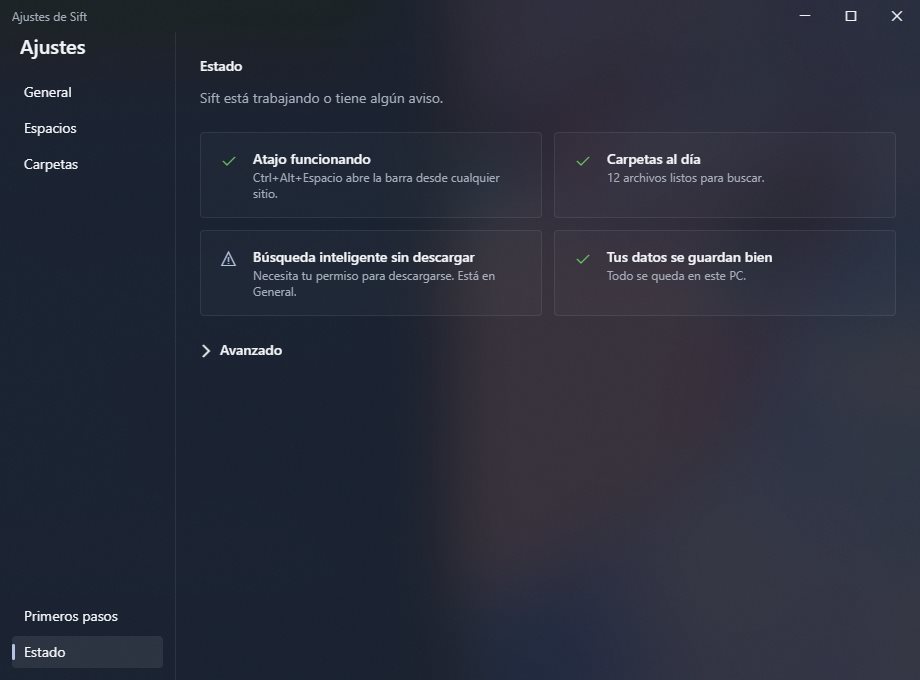 Ajustes de Sift
Ajustes
General
Espacios
Carpetas
Estado
Sift está trabajando o tiene algún aviso.
Atajo funcionando
Ctrl+Alt+Espacio abre la barra desde cualquier
sitio.
Carpetas al día
12 archivos listos para buscar.
Búsqueda inteligente sin descargar
Necesita tu permiso para descargarse. Está en
General.
Tus datos se guardan bien
Todo se queda en este PC.
Avanzado
Primeros pasos
Estado